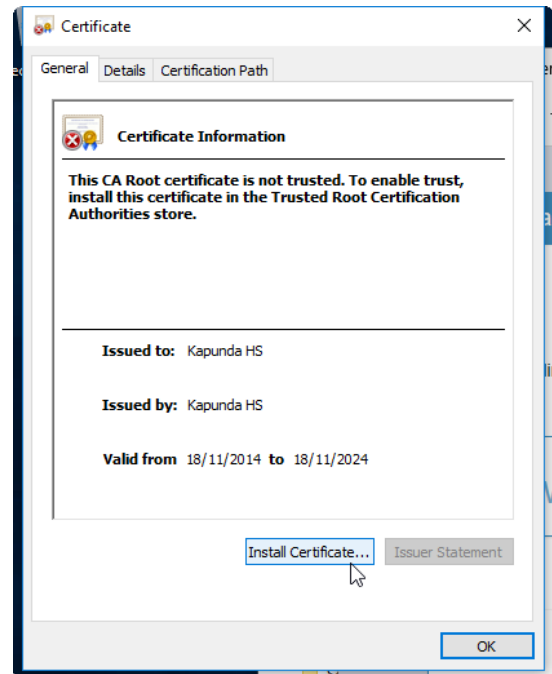 Certificate
General Details Certification Path
Certificate Information
This CA Root certificate is not trusted. To enable trust,
install this certificate in the Trusted Root Certification
Authorities store.
Issued to: Kapunda HS
Issued by: Kapunda HS
Valid from 18/11/2014 to 18/11/2024
Install Certificate... Issuer Statement
OK